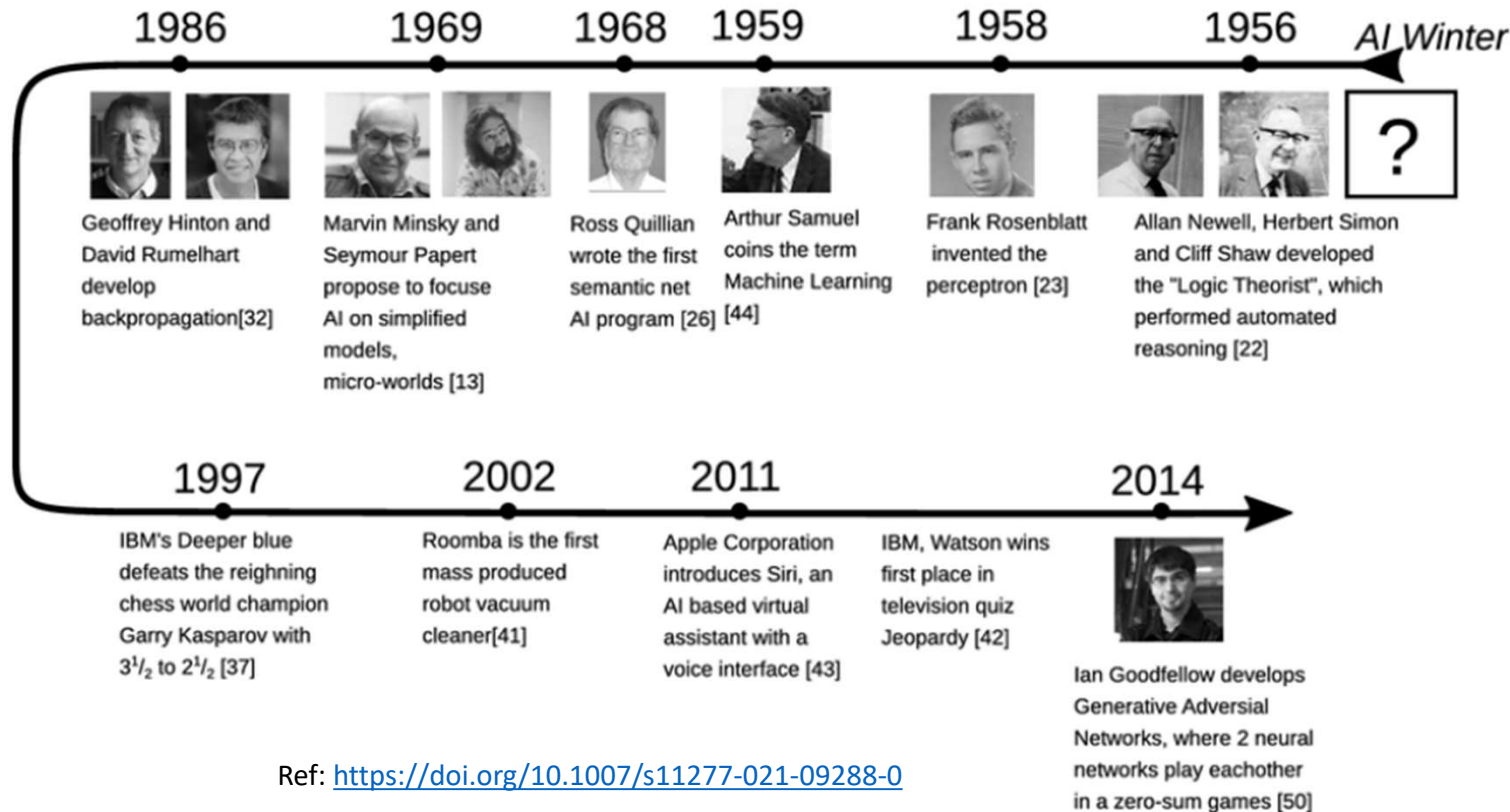 1986
1969
1968
1959
1958
1956
AI Winter
?
Geoffrey Hinton and
David Rumelhart
develop
backpropagation[32]
Marvin Minsky and
Seymour Papert
propose to focuse
AI on simplified
models,
micro-worlds [13]
Ross Quillian
wrote the first
semantic net
AI program [26]
Arthur Samuel
coins the term
Machine Learning
[44]
Frank Rosenblatt
invented the
perceptron [23]
Allan Newell, Herbert Simon
and Cliff Shaw developed
the "Logic Theorist", which
performed automated
reasoning [22]
1997
2002
2011
2014
IBM's Deeper blue
defeats the reighning
chess world champion
Garry Kasparov with
3¹/₂ to 2¹/₂ [37]
Roomba is the first
mass produced
robot vacuum
cleaner[41]
Apple Corporation
introduces Siri, an
AI based virtual
assistant with a
voice interface [43]
IBM, Watson wins
first place in
television quiz
Jeopardy [42]
Ian Goodfellow develops
Generative Adversial
Networks, where 2 neural
networks play eachother
in a zero-sum games [50]
Ref: https://doi.org/10.1007/s11277-021-09288-0